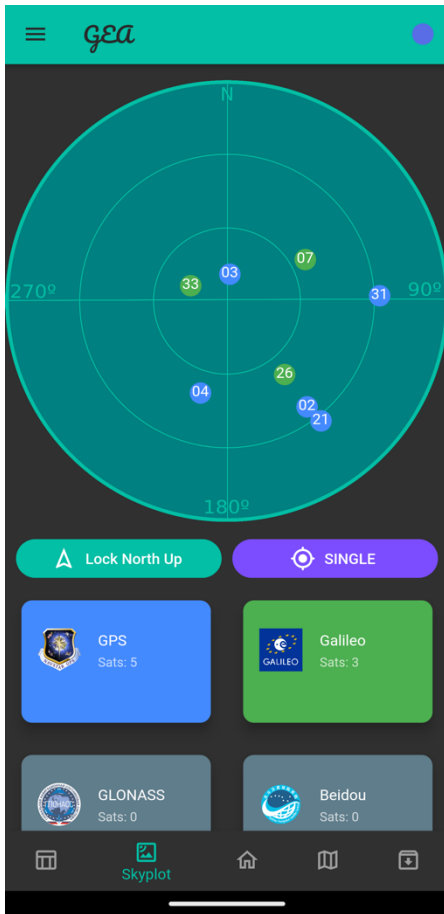 GEA
N
07
03
33
270º
31
90º
26
04
02
21
180º
Lock North Up
SINGLE
GPS
Sats: 5
Galileo
Sats: 3
GALILEO
GLONASS
Sats: 0
Beidou
Sats: 0
Skyplot